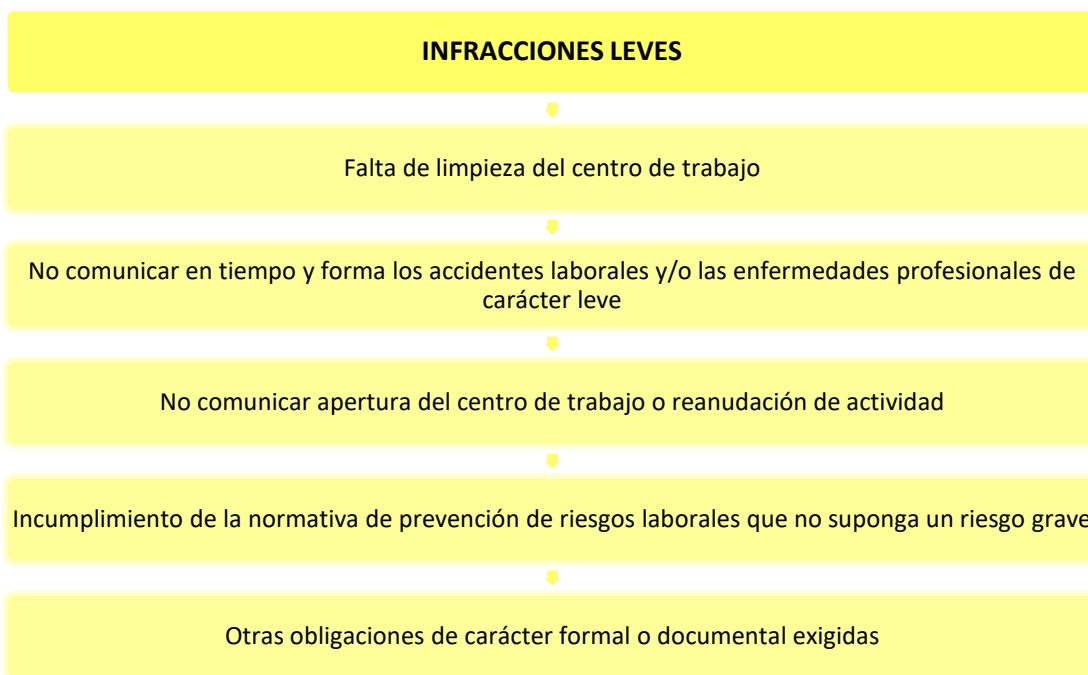 INFRACCIONES LEVES
Falta de limpieza del centro de trabajo
No comunicar en tiempo y forma los accidentes laborales y/o las enfermedades profesionales de
carácter leve
No comunicar apertura del centro de trabajo o reanudación de actividad
Incumplimiento de la normativa de prevención de riesgos laborales que no suponga un riesgo grave
Otras obligaciones de carácter formal o documental exigidas